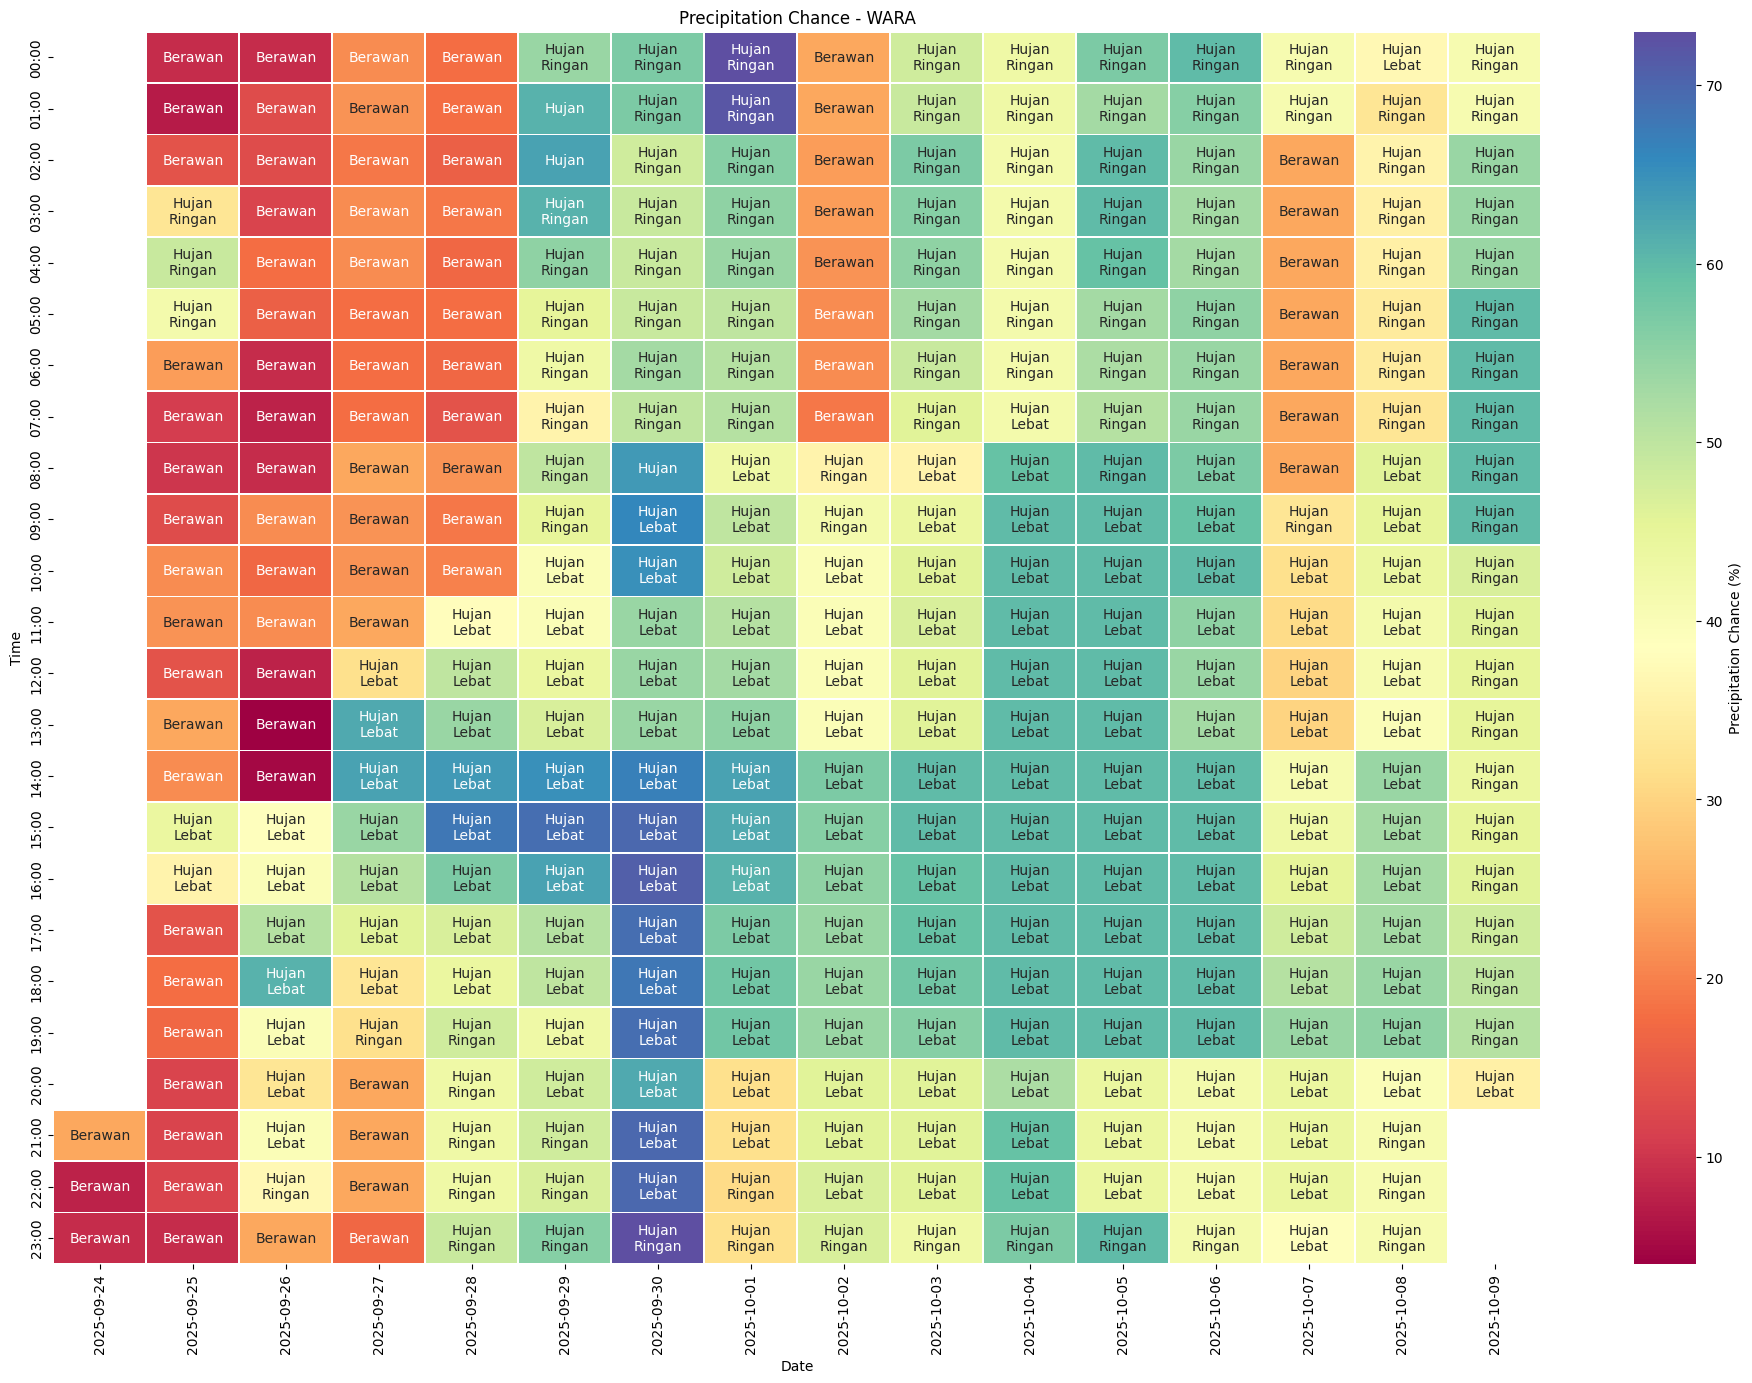 Precipitation Chance - WARA
00:00 Berawan Berawan Berawan Berawan Hujan Ringan Hujan Ringan Hujan Ringan Berawan Hujan Ringan Hujan Ringan Hujan Ringan Hujan Ringan Hujan Ringan Hujan Lebat Hujan Ringan
01:00 Berawan Berawan Berawan Berawan Hujan Hujan Ringan Hujan Ringan Berawan Hujan Ringan Hujan Ringan Hujan Ringan Hujan Ringan Hujan Ringan Hujan Ringan Hujan Ringan
02:00 Berawan Berawan Berawan Berawan Hujan Hujan Ringan Hujan Ringan Berawan Hujan Ringan Hujan Ringan Hujan Ringan Hujan Ringan Berawan Hujan Ringan Hujan Ringan
03:00 Hujan Ringan Berawan Berawan Berawan Hujan Ringan Hujan Ringan Hujan Ringan Berawan Hujan Ringan Hujan Ringan Hujan Ringan Hujan Ringan Berawan Hujan Ringan Hujan Ringan
04:00 Hujan Ringan Berawan Berawan Berawan Hujan Ringan Hujan Ringan Hujan Ringan Berawan Hujan Ringan Hujan Ringan Hujan Ringan Hujan Ringan Berawan Hujan Ringan Hujan Ringan
05:00 Hujan Ringan Berawan Berawan Berawan Hujan Ringan Hujan Ringan Hujan Ringan Berawan Hujan Ringan Hujan Ringan Hujan Ringan Hujan Ringan Berawan Hujan Ringan Hujan Ringan
06:00 Berawan Berawan Berawan Berawan Hujan Ringan Hujan Ringan Hujan Ringan Berawan Hujan Ringan Hujan Ringan Hujan Ringan Hujan Ringan Berawan Hujan Ringan Hujan Ringan
07:00 Berawan Berawan Berawan Berawan Hujan Ringan Hujan Ringan Hujan Ringan Berawan Hujan Ringan Hujan Lebat Hujan Ringan Hujan Ringan Berawan Hujan Ringan Hujan Ringan
08:00 Berawan Berawan Berawan Berawan Hujan Ringan Hujan Hujan Lebat Hujan Ringan Hujan Lebat Hujan Lebat Hujan Ringan Hujan Lebat Berawan Hujan Lebat Hujan Ringan
09:00 Berawan Berawan Berawan Berawan Hujan Ringan Hujan Lebat Hujan Lebat Hujan Ringan Hujan Lebat Hujan Lebat Hujan Lebat Hujan Lebat Hujan Ringan Hujan Lebat Hujan Ringan
10:00 Berawan Berawan Berawan Berawan Hujan Lebat Hujan Lebat Hujan Lebat Hujan Lebat Hujan Lebat Hujan Lebat Hujan Lebat Hujan Lebat Hujan Lebat Hujan Lebat Hujan Ringan
11:00 Berawan Berawan Berawan Hujan Lebat Hujan Lebat Hujan Lebat Hujan Lebat Hujan Lebat Hujan Lebat Hujan Lebat Hujan Lebat Hujan Lebat Hujan Lebat Hujan Lebat Hujan Ringan
12:00 Berawan Berawan Hujan Lebat Hujan Lebat Hujan Lebat Hujan Lebat Hujan Lebat Hujan Lebat Hujan Lebat Hujan Lebat Hujan Lebat Hujan Lebat Hujan Lebat Hujan Lebat Hujan Ringan
13:00 Berawan Berawan Hujan Lebat Hujan Lebat Hujan Lebat Hujan Lebat Hujan Lebat Hujan Lebat Hujan Lebat Hujan Lebat Hujan Lebat Hujan Lebat Hujan Lebat Hujan Lebat Hujan Ringan
14:00 Berawan Berawan Hujan Lebat Hujan Lebat Hujan Lebat Hujan Lebat Hujan Lebat Hujan Lebat Hujan Lebat Hujan Lebat Hujan Lebat Hujan Lebat Hujan Lebat Hujan Lebat Hujan Ringan
15:00 Hujan Lebat Hujan Lebat Hujan Lebat Hujan Lebat Hujan Lebat Hujan Lebat Hujan Lebat Hujan Lebat Hujan Lebat Hujan Lebat Hujan Lebat Hujan Lebat Hujan Lebat Hujan Lebat Hujan Ringan
16:00 Hujan Lebat Hujan Lebat Hujan Lebat Hujan Lebat Hujan Lebat Hujan Lebat Hujan Lebat Hujan Lebat Hujan Lebat Hujan Lebat Hujan Lebat Hujan Lebat Hujan Lebat Hujan Lebat Hujan Ringan
17:00 Berawan Hujan Lebat Hujan Lebat Hujan Lebat Hujan Lebat Hujan Lebat Hujan Lebat Hujan Lebat Hujan Lebat Hujan Lebat Hujan Lebat Hujan Lebat Hujan Lebat Hujan Lebat Hujan Ringan
18:00 Berawan Hujan Lebat Hujan Lebat Hujan Lebat Hujan Lebat Hujan Lebat Hujan Lebat Hujan Lebat Hujan Lebat Hujan Lebat Hujan Lebat Hujan Lebat Hujan Lebat Hujan Lebat Hujan Ringan
19:00 Berawan Hujan Lebat Hujan Ringan Hujan Ringan Hujan Lebat Hujan Lebat Hujan Lebat Hujan Lebat Hujan Lebat Hujan Lebat Hujan Lebat Hujan Lebat Hujan Lebat Hujan Lebat Hujan Ringan
20:00 Berawan Hujan Lebat Berawan Hujan Ringan Hujan Lebat Hujan Lebat Hujan Lebat Hujan Lebat Hujan Lebat Hujan Lebat Hujan Lebat Hujan Lebat Hujan Lebat Hujan Lebat Hujan Lebat
21:00 Berawan Berawan Hujan Lebat Berawan Hujan Ringan Hujan Ringan Hujan Lebat Hujan Lebat Hujan Lebat Hujan Lebat Hujan Lebat Hujan Lebat Hujan Lebat Hujan Lebat Hujan Ringan
22:00 Berawan Berawan Hujan Ringan Berawan Hujan Ringan Hujan Ringan Hujan Lebat Hujan Ringan Hujan Lebat Hujan Lebat Hujan Lebat Hujan Lebat Hujan Lebat Hujan Lebat Hujan Ringan
23:00 Berawan Berawan Berawan Berawan Hujan Ringan Hujan Ringan Hujan Ringan Hujan Ringan Hujan Ringan Hujan Ringan Hujan Ringan Hujan Ringan Hujan Ringan Hujan Lebat Hujan Ringan
Time
2025-09-24 2025-09-25 2025-09-26 2025-09-27 2025-09-28 2025-09-29 2025-09-30 2025-10-01 2025-10-02 2025-10-03 2025-10-04 2025-10-05 2025-10-06 2025-10-07 2025-10-08 2025-10-09
Date
70
60
50
40
30
20
10
Precipitation Chance (%)